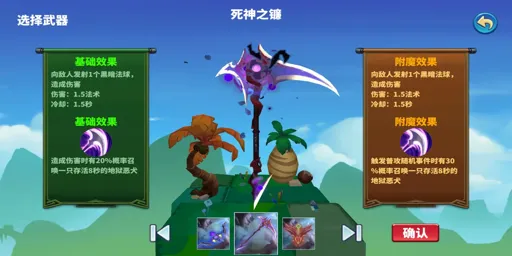 选择武器
死神之镰
基础效果
向敌人发射1个黑暗法球，
造成伤害
伤害：1.5法术
冷却：1.5秒
基础效果
造成伤害时有20%概率召
唤一只存活8秒的地狱恶犬
附魔效果
向敌人发射1个黑暗法球，
造成伤害
伤害：1.5法术
冷却：1.5秒
附魔效果
触发普攻随机事件时有30
%概率召唤一只存活8秒的
地狱恶犬
确认